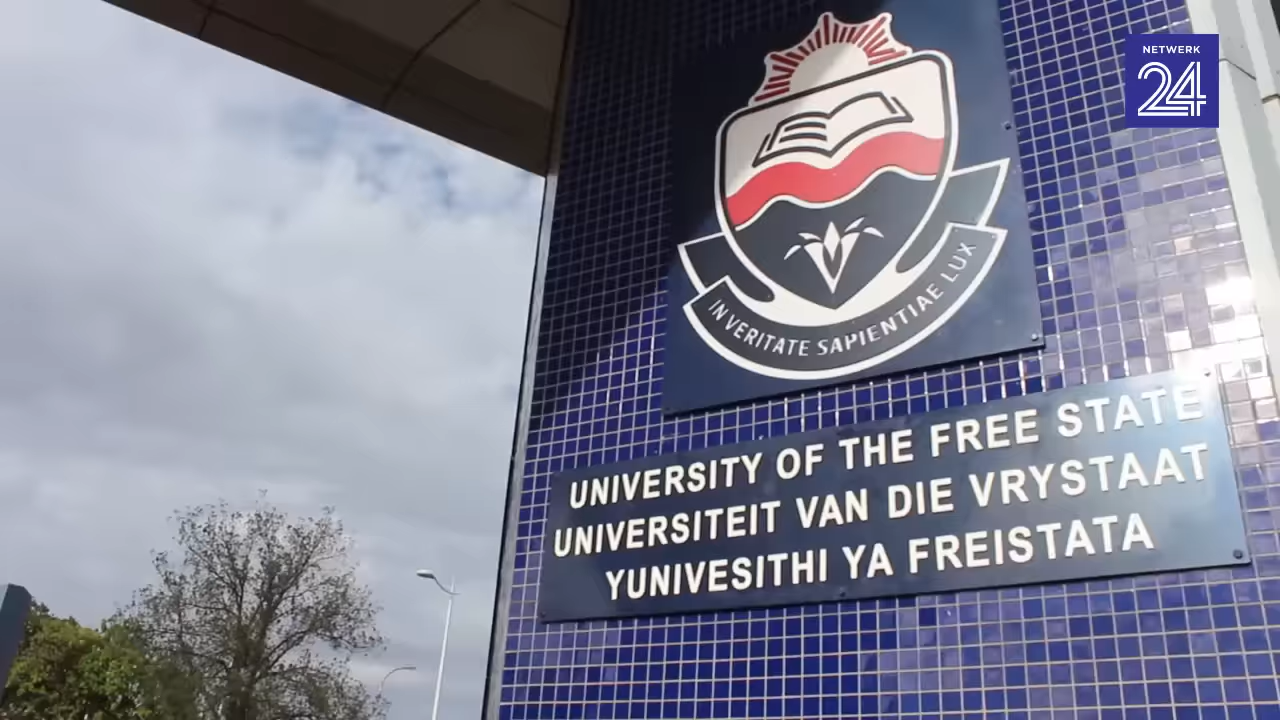 NETWERK
24
IN VERITATE SAPIENTIAE LUX
UNIVERSITY OF THE FREE STATE
UNIVERSITEIT VAN DIE VRYSTAAT
YUNIVESITHI YA FREISTATA